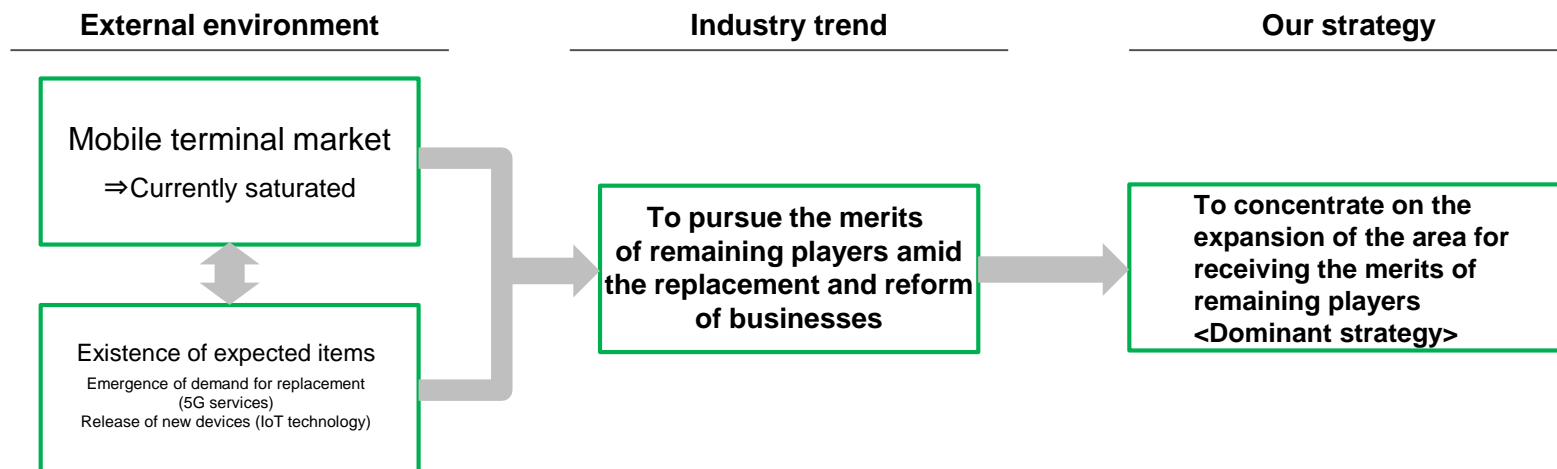 External environment
Industry trend
Our strategy
Mobile terminal market
⇒Currently saturated
Existence of expected items
Emergence of demand for replacement
(5G services)
Release of new devices (IoT technology)
To pursue the merits
of remaining players amid
the replacement and reform
of businesses
To concentrate on the
expansion of the area for
receiving the merits of
remaining players
<Dominant strategy>